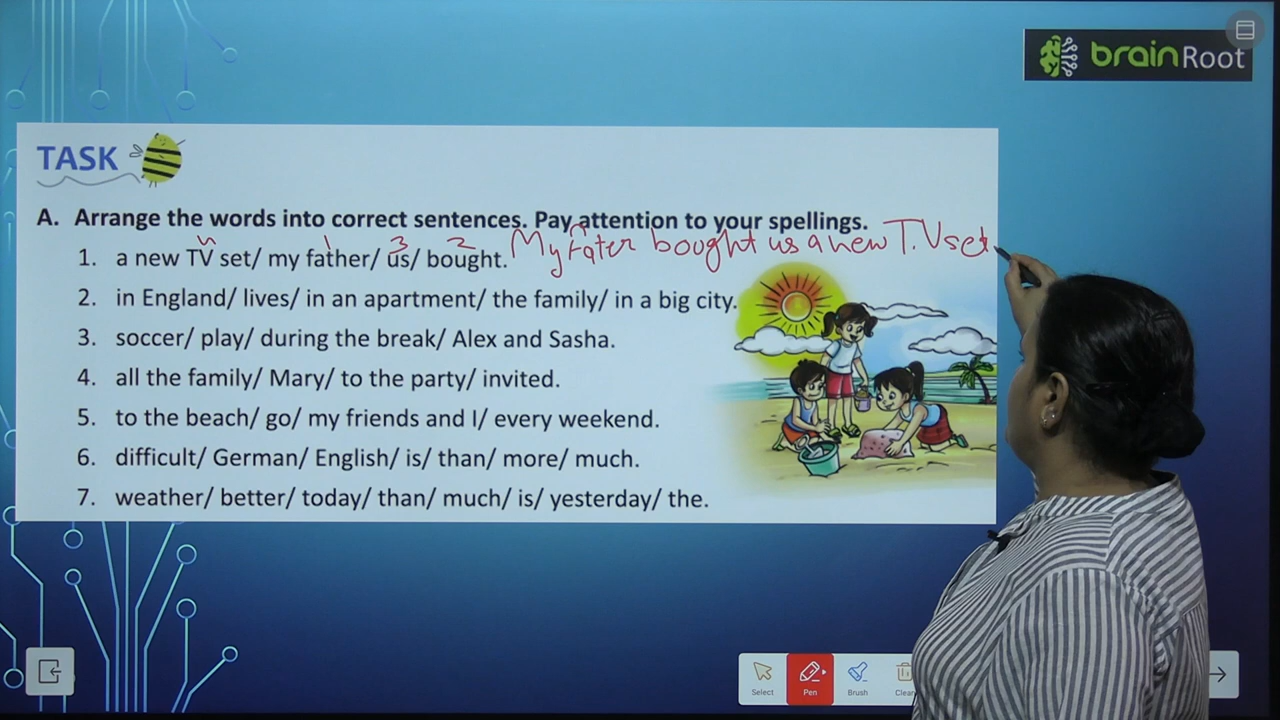 brainRoot
TASK
A. Arrange the words into correct sentences. Pay attention to your spellings.
1. a new TV set/ my father/ us/ bought. My Fater bought us a new T.V set
1 3 2
2. in England/ lives/ in an apartment/ the family/ in a big city.
3. soccer/ play/ during the break/ Alex and Sasha.
4. all the family/ Mary/ to the party/ invited.
5. to the beach/ go/ my friends and I/ every weekend.
6. difficult/ German/ English/ is/ than/ more/ much.
7. weather/ better/ today/ than/ much/ is/ yesterday/ the.
Select Pen Brush Clear